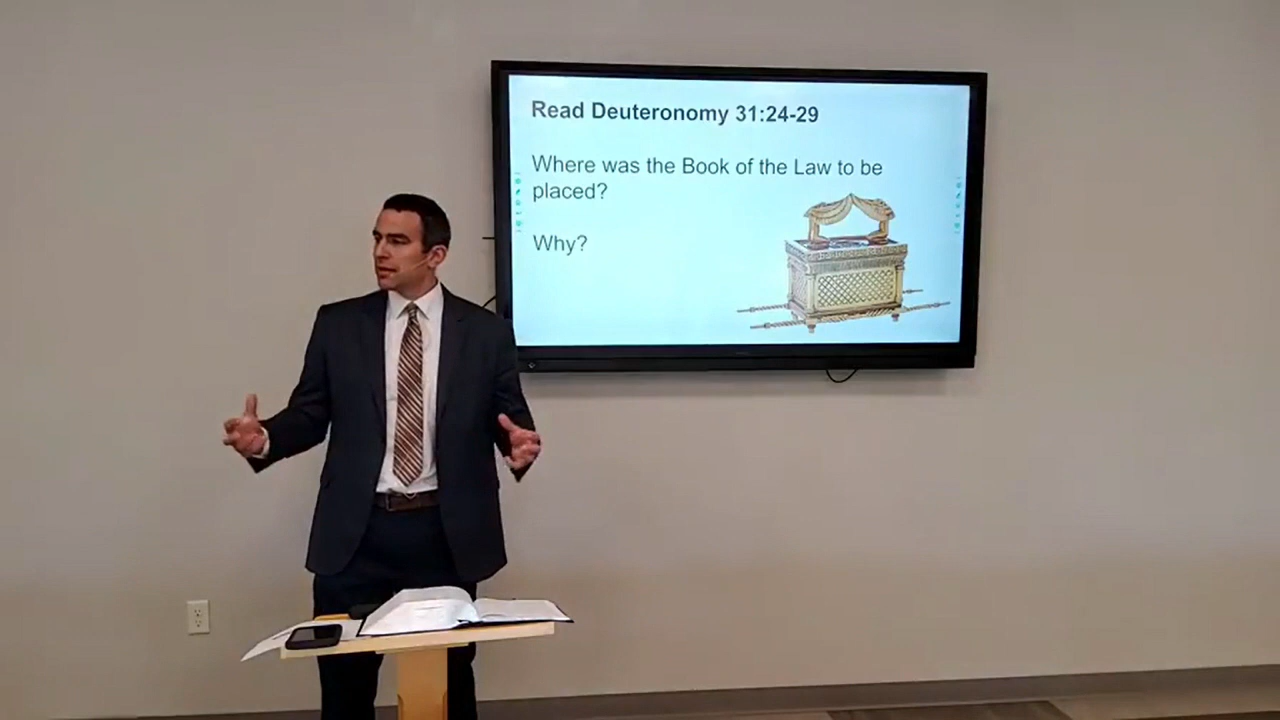 Read Deuteronomy 31:24-29
Where was the Book of the Law to be
placed?
Why?